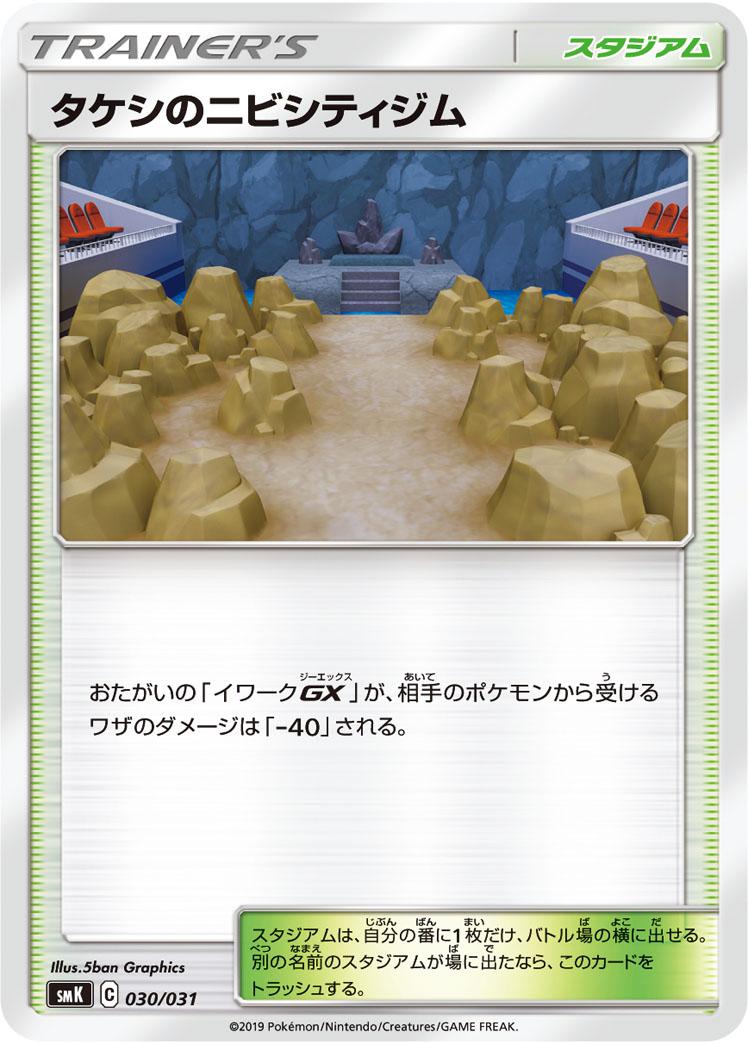 TRAINER'S
スタジアム
タケシのニビシティジム
ジーエックス あいて う
おたがいの「イワークGX」が、相手のポケモンから受ける
ワザのダメージは「-40」される。
じぶん ばん まい ば よこ だ
スタジアムは、自分の番に1枚だけ、バトル場の横に出せる。
べつ なまえ ば で
別の名前のスタジアムが場に出たなら、このカードを
トラッシュする。
Illus.5ban Graphics
SMK C 030/031
©2019 Pokémon/Nintendo/Creatures/GAME FREAK.